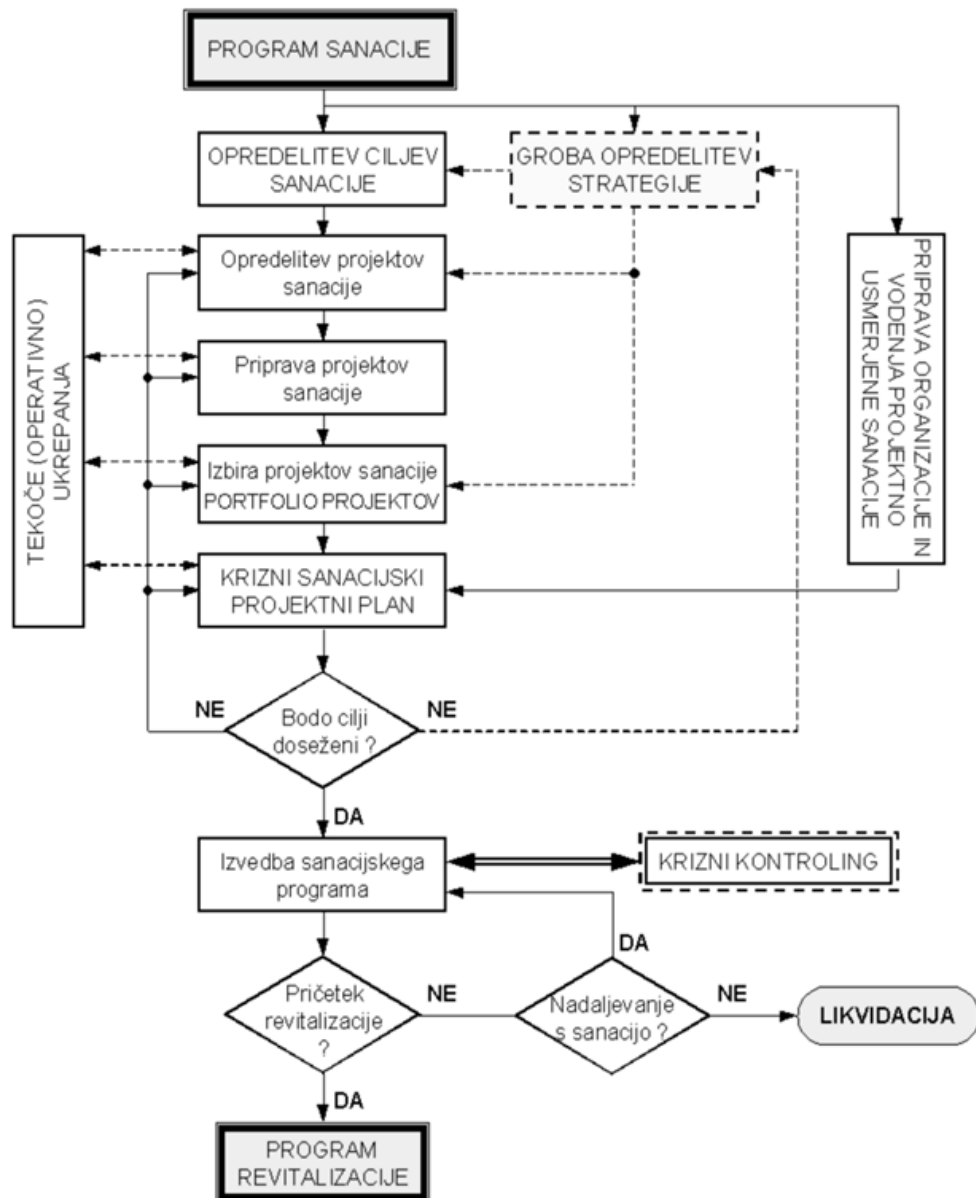 PROGRAM SANACIJE
OPREDELITEV CILJEV
SANACIJE
GROBA OPREDELITEV
STRATEGIJE
Opredelitev projektov
sanacije
Priprava projektov
sanacije
Izbira projektov sanacije
PORTFOLIO PROJEKTOV
KRIZNI SANACIJSKI
PROJEKTNI PLAN
TEKOČE (OPERATIVNO)
UKREPANJA
PRIPRAVA ORGANIZACIJE IN
VODENJA PROJEKTNO
USMERJENE SANACIJE
NE
Bodo cilji
doseženi ?
NE
DA
Izvedba sanacijskega
programa
KRIZNI KONTROLING
DA
Pričetek
revitalizacije
?
NE
Nadaljevanje
s sanacijo ?
NE
LIKVIDACIJA
DA
PROGRAM
REVITALIZACIJE